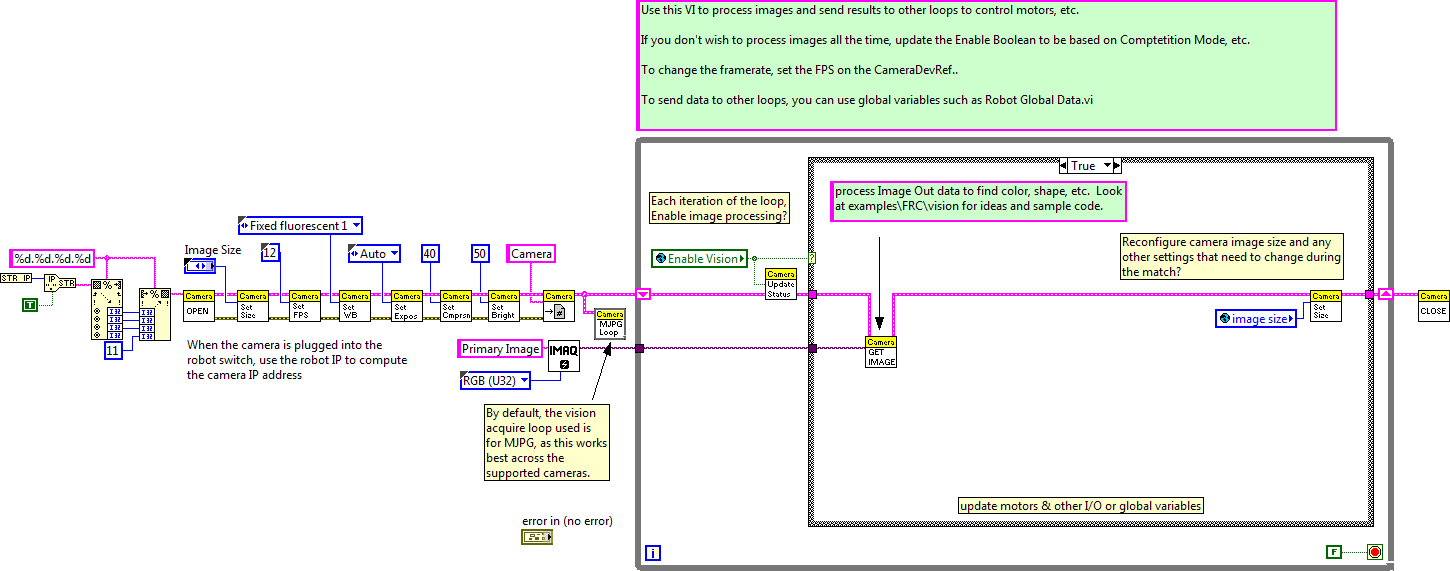 Use this VI to process images and send results to other loops to control motors, etc.
If you don't wish to process images all the time, update the Enable Boolean to be based on Comptetition Mode, etc.
To change the framerate, set the FPS on the CameraDevRef..
To send data to other loops, you can use global variables such as Robot Global Data.vi
True
process Image Out data to find color, shape, etc.  Look
at examples\FRC\vision for ideas and sample code.
Each iteration of the loop,
Enable image processing?
Fixed fluorescent 1
Reconfigure camera image size and any
other settings that need to change during
the match?
%d.%d.%d.%d
Image Size
12
Auto
40
50
Camera
Enable Vision
?
STR IP
IP
STR
T
%
%
Camera
OPEN
Camera
Set
Size
Camera
Set
FPS
Camera
Set
WB
Camera
Set
Expos
Camera
Set
Cmprsn
Camera
Set
Bright
Camera
#
Camera
MJPG
Loop
Camera
Update
Status
Camera
Set
Size
Camera
CLOSE
image size
11
When the camera is plugged into the
robot switch, use the robot IP to compute
the camera IP address
Primary Image
IMAQ
RGB (U32)
Camera
GET
IMAGE
By default, the vision
acquire loop used is
for MJPG, as this works
best across the
supported cameras.
update motors & other I/O or global variables
error in (no error)
i
F